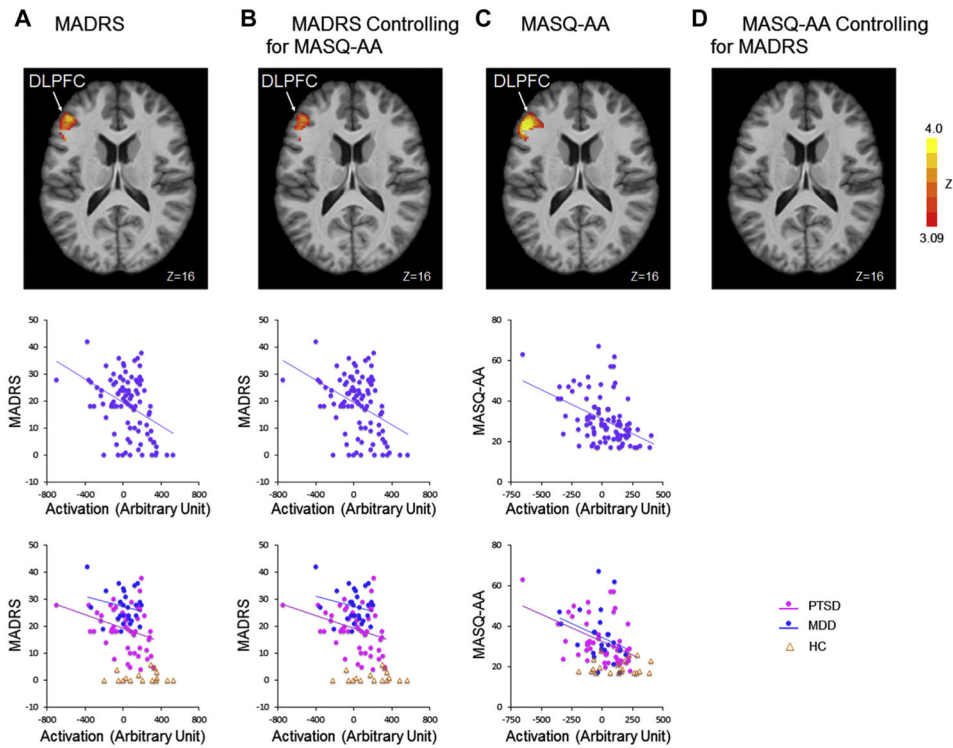 A MADRS
B MADRS Controlling
for MASQ-AA
C MASQ-AA
D MASQ-AA Controlling
for MADRS
DLPFC
DLPFC
DLPFC
Z=16
Z=16
Z=16
Z=16
4.0
Z
3.09
50
40
30
20
10
0
-10
MADRS
-800 -400 0 400 800
Activation (Arbitrary Unit)
50
40
30
20
10
0
-10
MADRS
-800 -400 0 400 800
Activation (Arbitrary Unit)
80
60
40
20
0
MASQ-AA
-750 -500 -250 0 250 500
Activation (Arbitrary Unit)
50
40
30
20
10
0
-10
MADRS
-800 -400 0 400 800
Activation (Arbitrary Unit)
50
40
30
20
10
0
-10
MADRS
-800 -400 0 400 800
Activation (Arbitrary Unit)
80
60
40
20
0
MASQ-AA
-750 -500 -250 0 250 500
Activation (Arbitrary Unit)
PTSD
MDD
HC